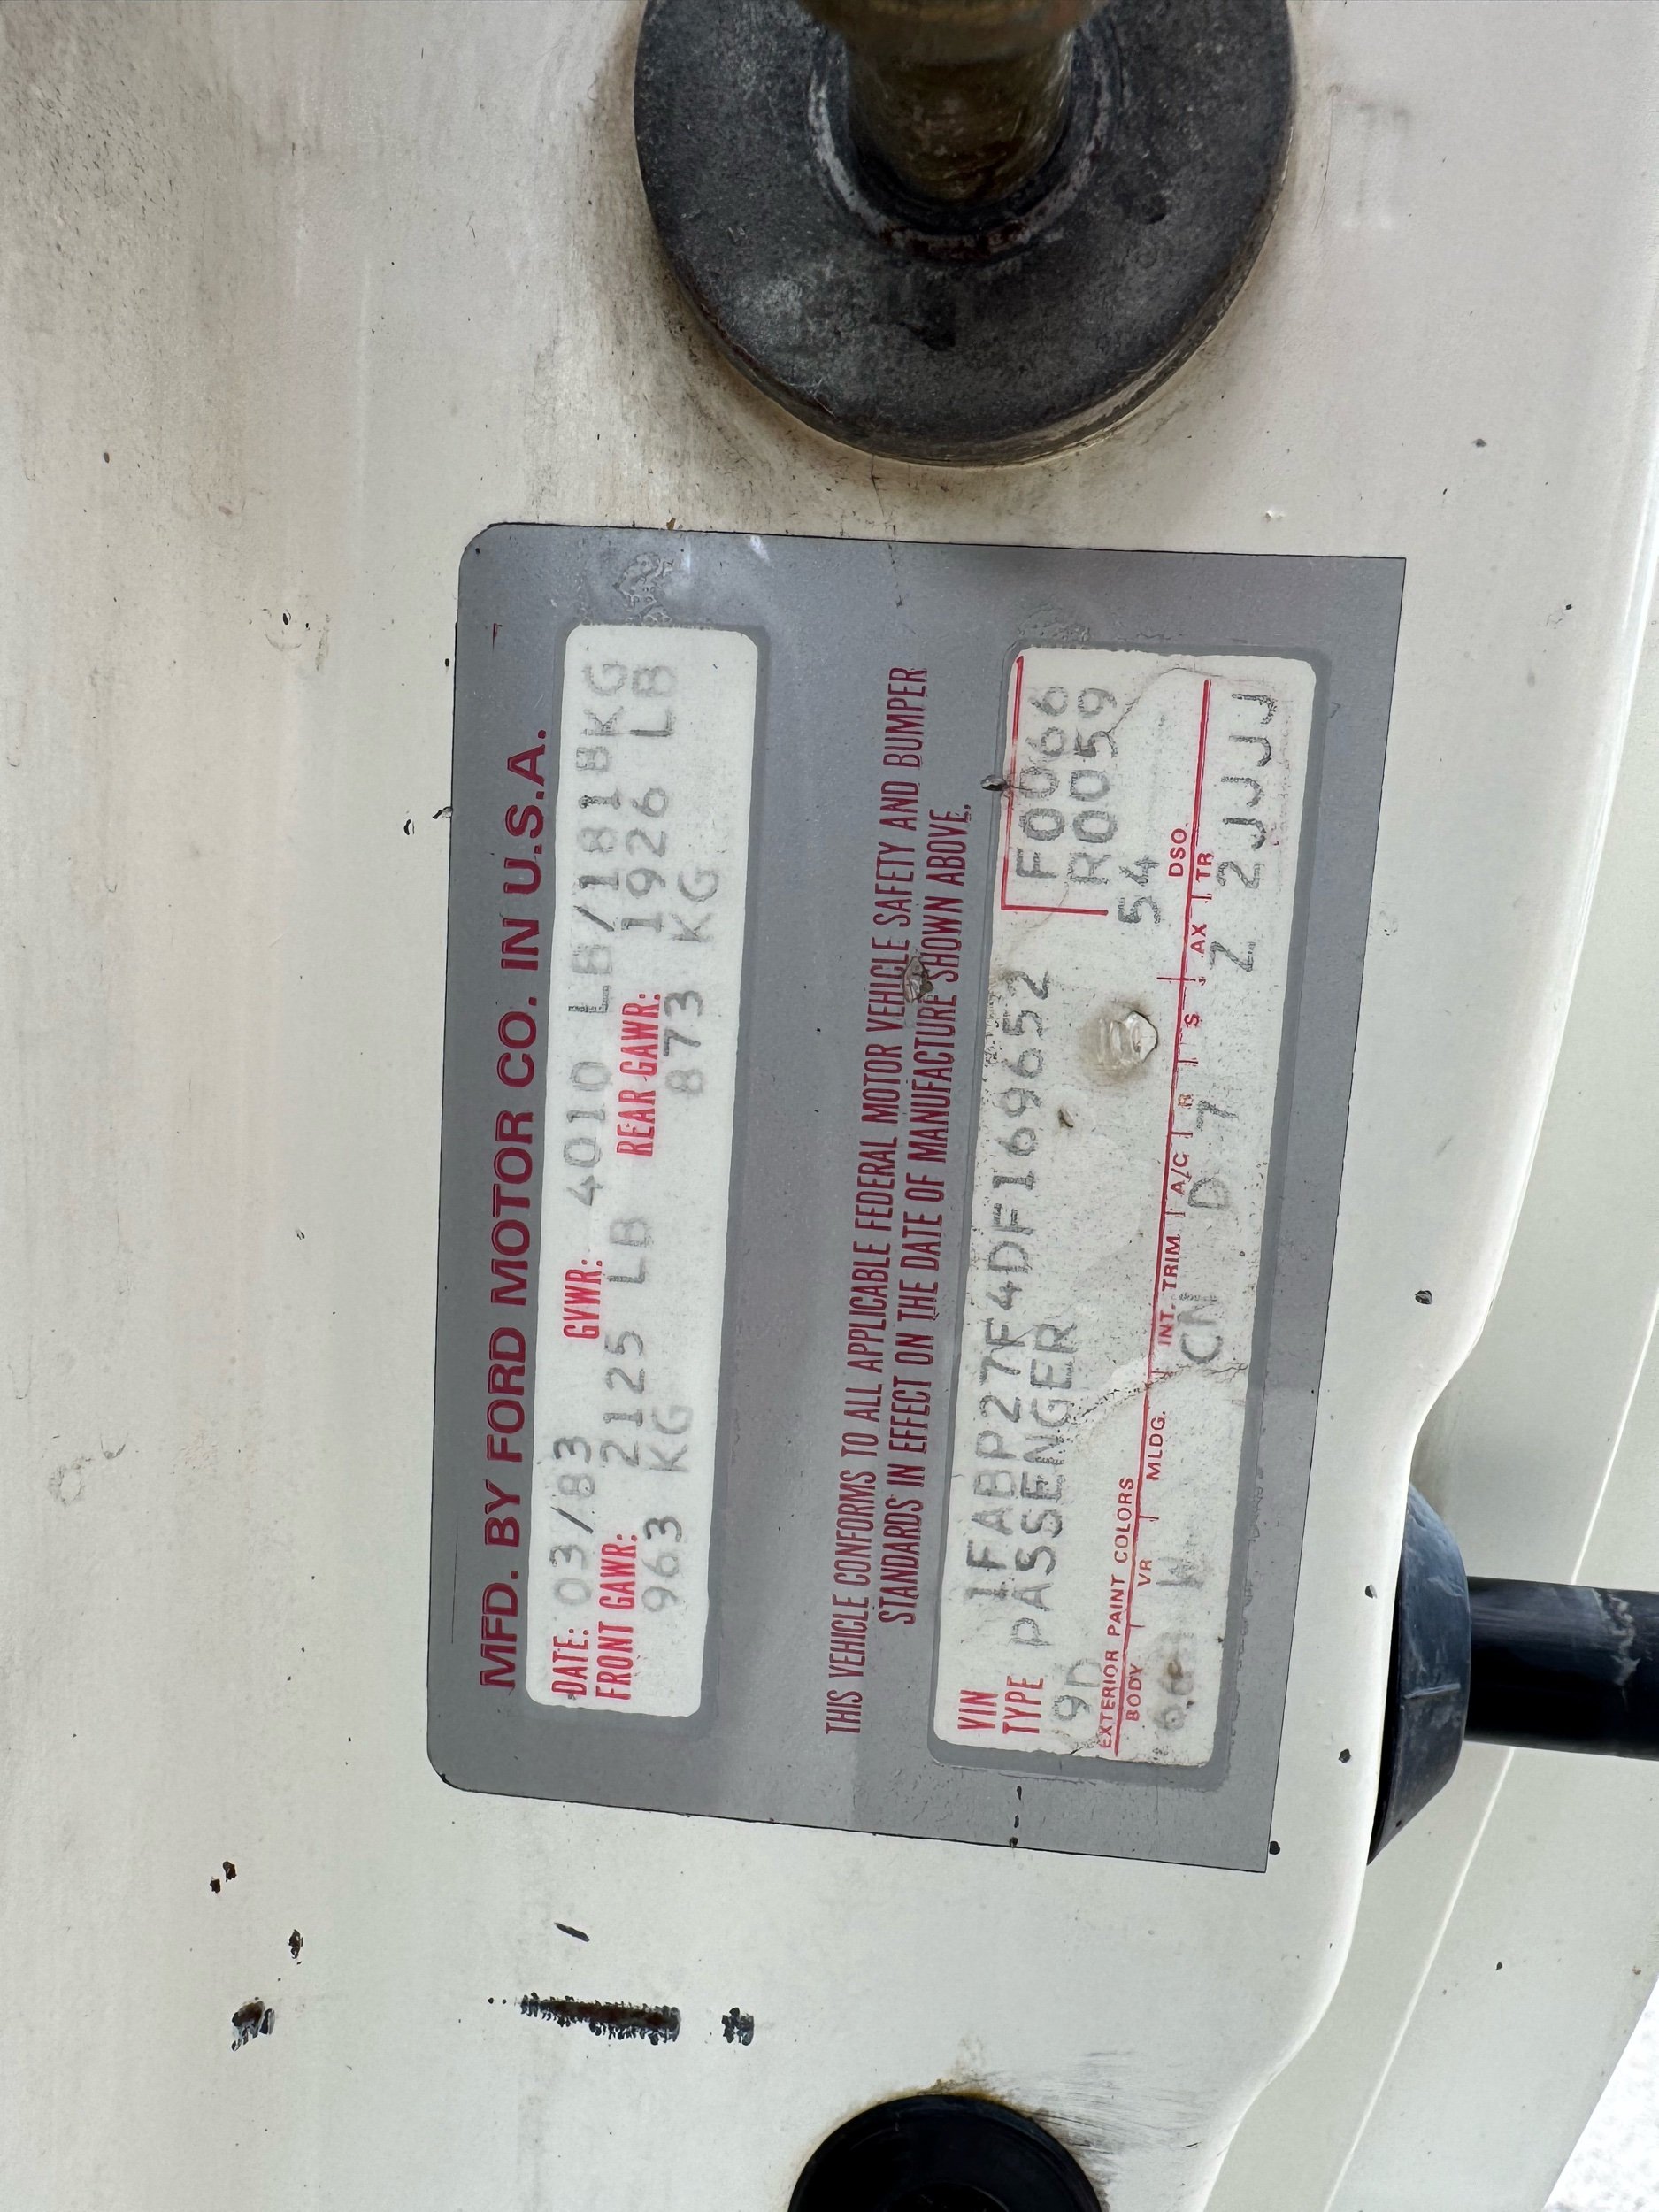 MFD. BY FORD MOTOR CO. IN U.S.A.
DATE: 03/83 GVWR: 4010 LB/1818KG
FRONT GAWR: 2125 LB REAR GAWR: 1926 LB
963 KG 873 KG
THIS VEHICLE CONFORMS TO ALL APPLICABLE FEDERAL MOTOR VEHICLE SAFETY AND BUMPER
STANDARDS IN EFFECT ON THE DATE OF MANUFACTURE SHOWN ABOVE.
VIN 1FABP27F4DF169652 F0066
TYPE PASSENGER R0059
9D 54
EXTERIOR PAINT COLORS DSO
BODY VR MLDG. INT. TRIM A/C R S AX TR
CN D 7 Z 2JJJJ